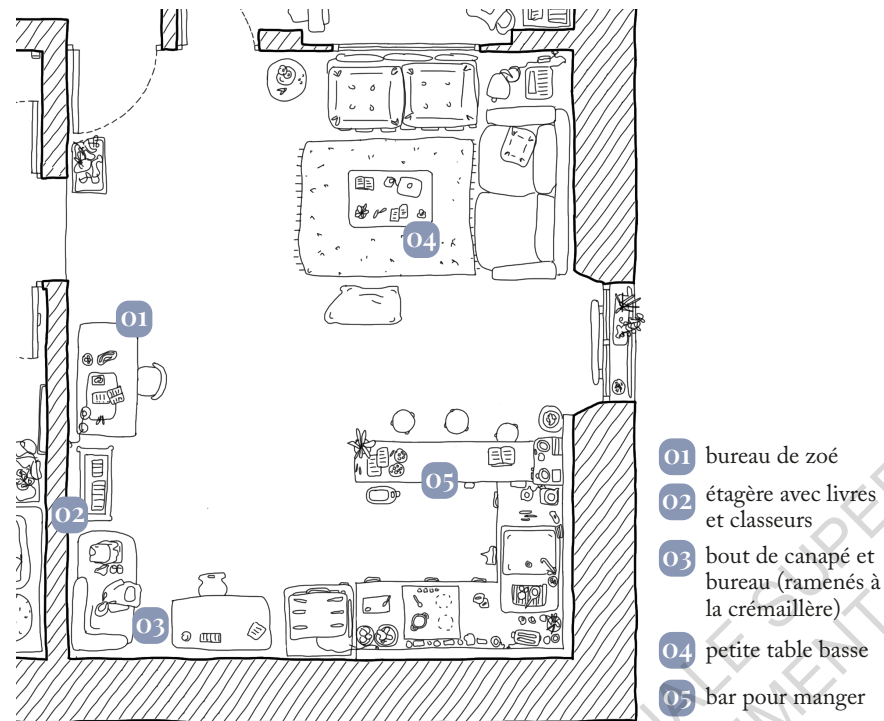 01
04
05
02
03
01 bureau de zoé
02 étagère avec livres
et classeurs
03 bout de canapé et
bureau (ramenés à
la crémaillère)
04 petite table basse
05 bar pour manger